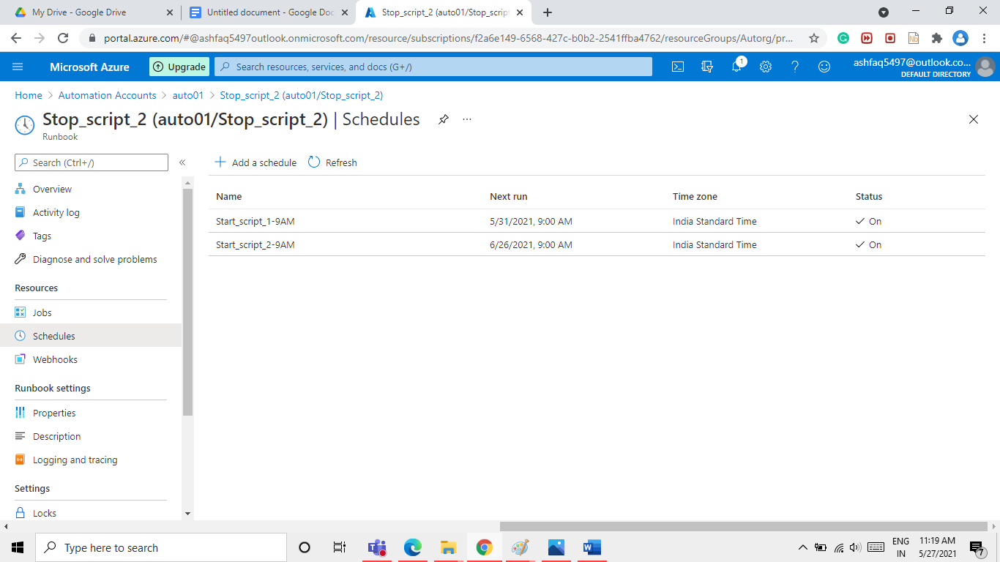 My Drive - Google Drive
Untitled document - Google Doc
Stop_script_2 (auto01/Stop_script
portal.azure.com/#@ashfaq5497outlook.onmicrosoft.com/resource/subscriptions/f2a6e149-6568-427c-b0b2-2541ffba4762/resourceGroups/Autorg/pr...
Microsoft Azure
Upgrade
Search resources, services, and docs (G+/)
1
ashfaq5497@outlook.co...
DEFAULT DIRECTORY
Home > Automation Accounts > auto01 > Stop_script_2 (auto01/Stop_script_2)
Stop_script_2 (auto01/Stop_script_2) | Schedules
Runbook
Search (Ctrl+/)
Overview
Activity log
Tags
Diagnose and solve problems
Resources
Jobs
Schedules
Webhooks
Runbook settings
Properties
Description
Logging and tracing
Settings
Locks
Add a schedule
Refresh
Name Next run Time zone Status
Start_script_1-9AM 5/31/2021, 9:00 AM India Standard Time On
Start_script_2-9AM 6/26/2021, 9:00 AM India Standard Time On
Type here to search
ENG
IN
11:19 AM
5/27/2021
7